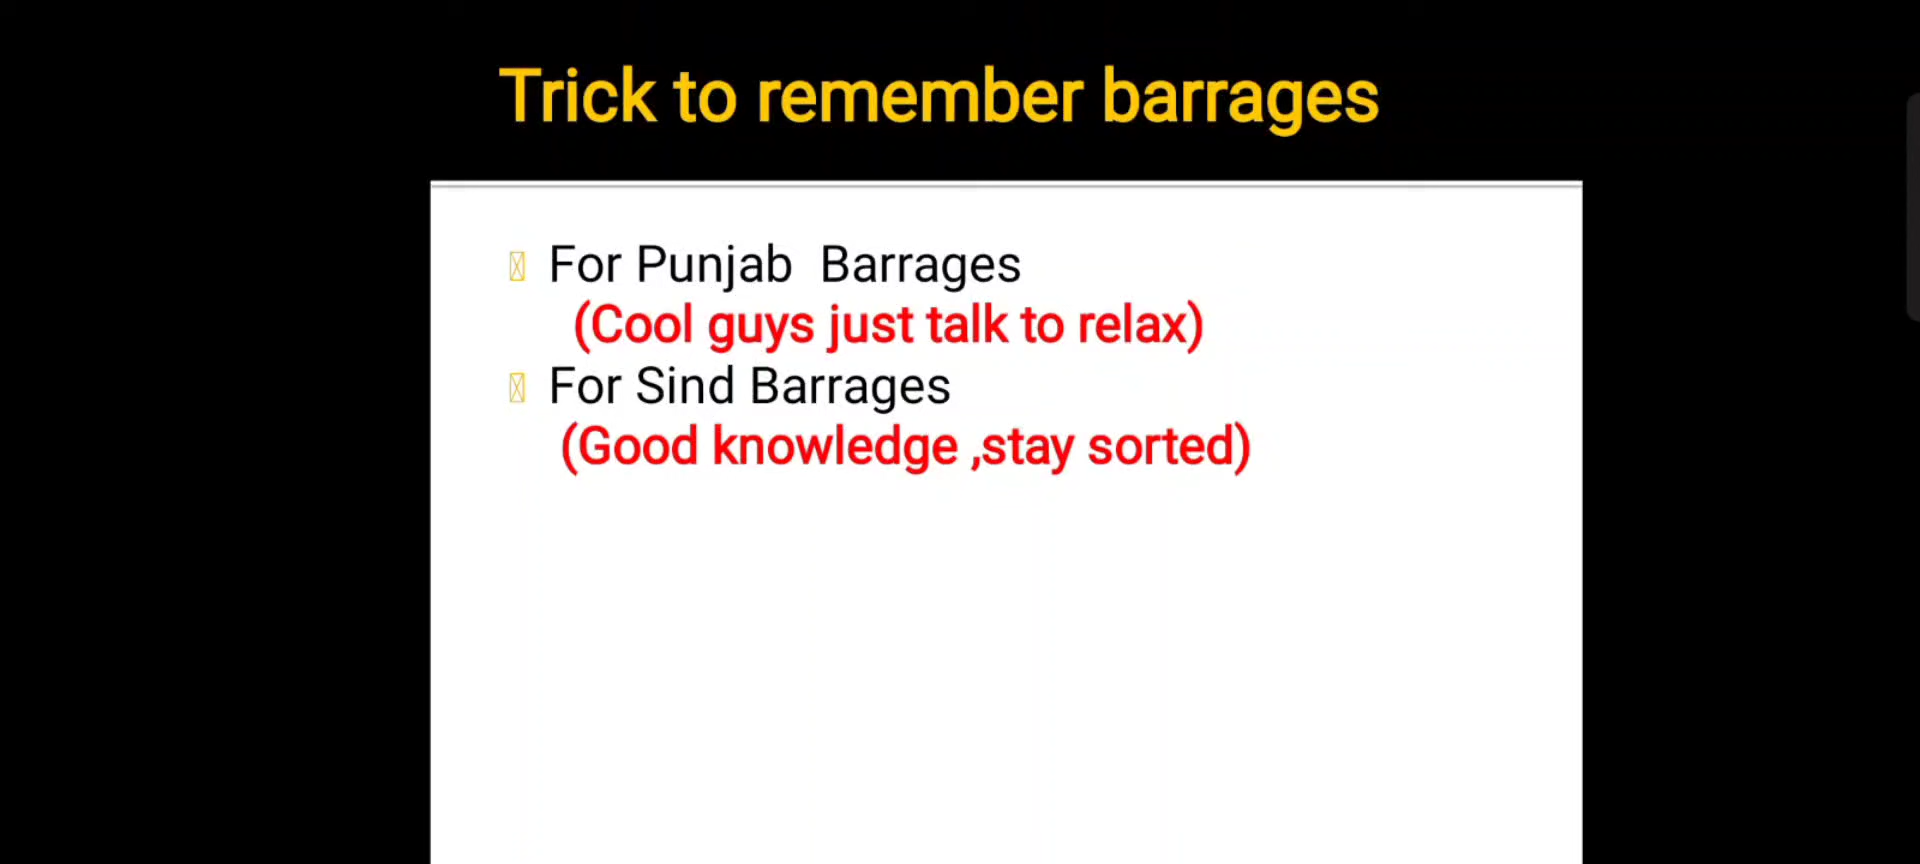 Trick to remember barrages
For Punjab  Barrages
(Cool guys just talk to relax)
For Sind Barrages
(Good knowledge ,stay sorted)